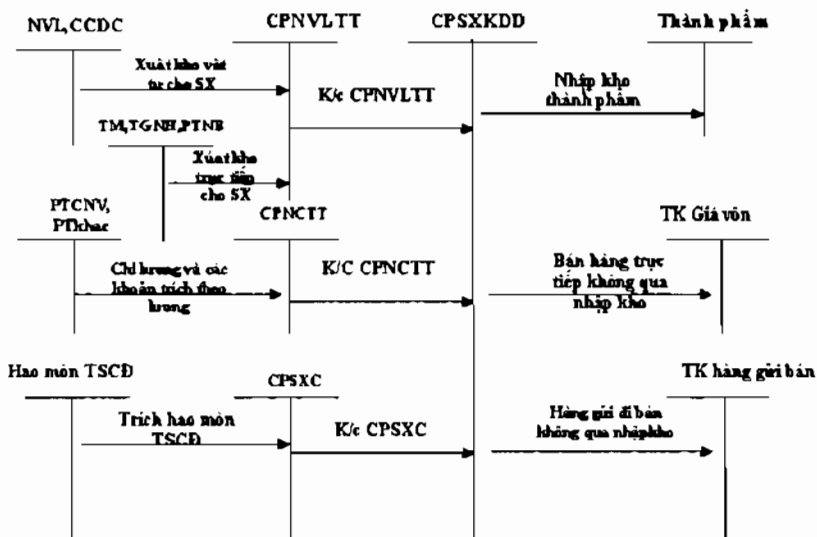 NVL, CCDC
CPNVLTT
CPSXKDD
Thành phẩm
Xuất kho vật
tư cho SX
K/c CPNVLTT
Nhập kho
thành phẩm
TM,TGNH,PTNB
Xuất kho
trực tiếp
cho SX
PTCNV,
PTkhac
CPNCTT
TK Giá vốn
Chi lương và các
khoản trích theo
lương
K/C CPNCTT
Bán hàng trực
tiếp không qua
nhập kho
Hao mòn TSCĐ
CPSXC
TK hàng gửi bán
Trích hao mòn
TSCĐ
K/c CPSXC
Hàng gửi đi bán
không qua nhậpkho